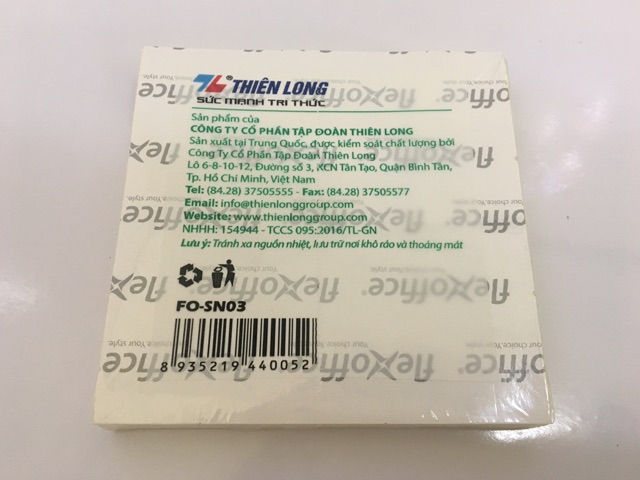 THIÊN LONG
SỨC MẠNH TRI THỨC
Sản phẩm của
CÔNG TY CỔ PHẦN TẬP ĐOÀN THIÊN LONG
Sản xuất tại Trung Quốc, được kiểm soát chất lượng bởi
Công Ty Cổ Phần Tập Đoàn Thiên Long
Lô 6-8-10-12, Đường số 3, KCN Tân Tạo, Quận Bình Tân,
Tp. Hồ Chí Minh, Việt Nam
Tel: (84.28) 37505555 - Fax: (84.28) 37505577
Email: info@thienlonggroup.com
Website: www.thienlonggroup.com
NHHH: 154944 - TCCS 095:2016/TL-GN
Lưu ý: Tránh xa nguồn nhiệt, lưu trữ nơi khô ráo và thoáng mát
FO-SN03
8 935219 440052
flexoffice
Your choice, Your style.